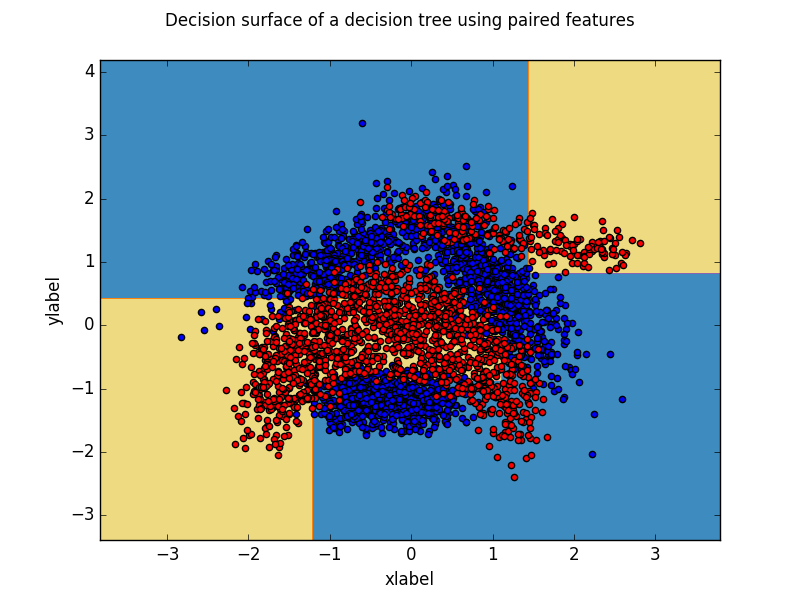 Decision surface of a decision tree using paired features
4
3
2
1
0
−1
−2
−3
ylabel
−3 −2 −1 0 1 2 3
xlabel